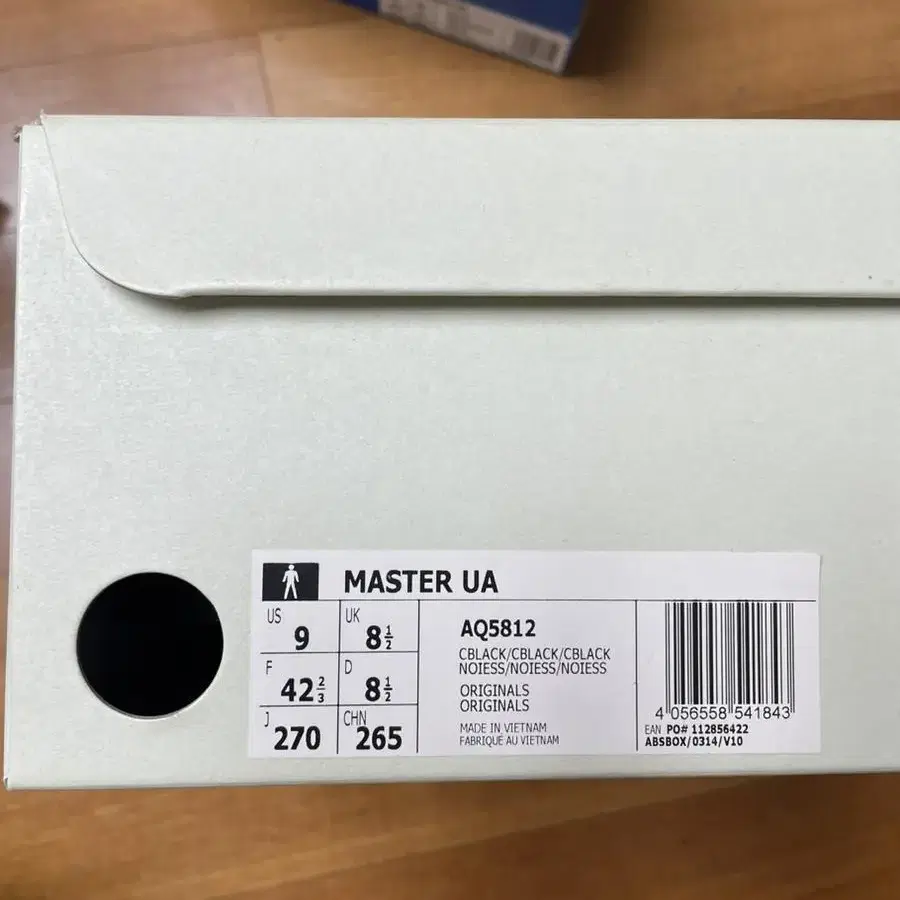 MASTER UA
US 9 UK 8½
F 42⅔ D 8½
J 270 CHN 265
AQ5812
CBLACK/CBLACK/CBLACK
NOIESS/NOIESS/NOIESS
ORIGINALS
ORIGINALS
MADE IN VIETNAM
FABRIQUÉ AU VIETNAM
4 056558 541843
EAN PO# 112856422
ABSBOX/0314/V10